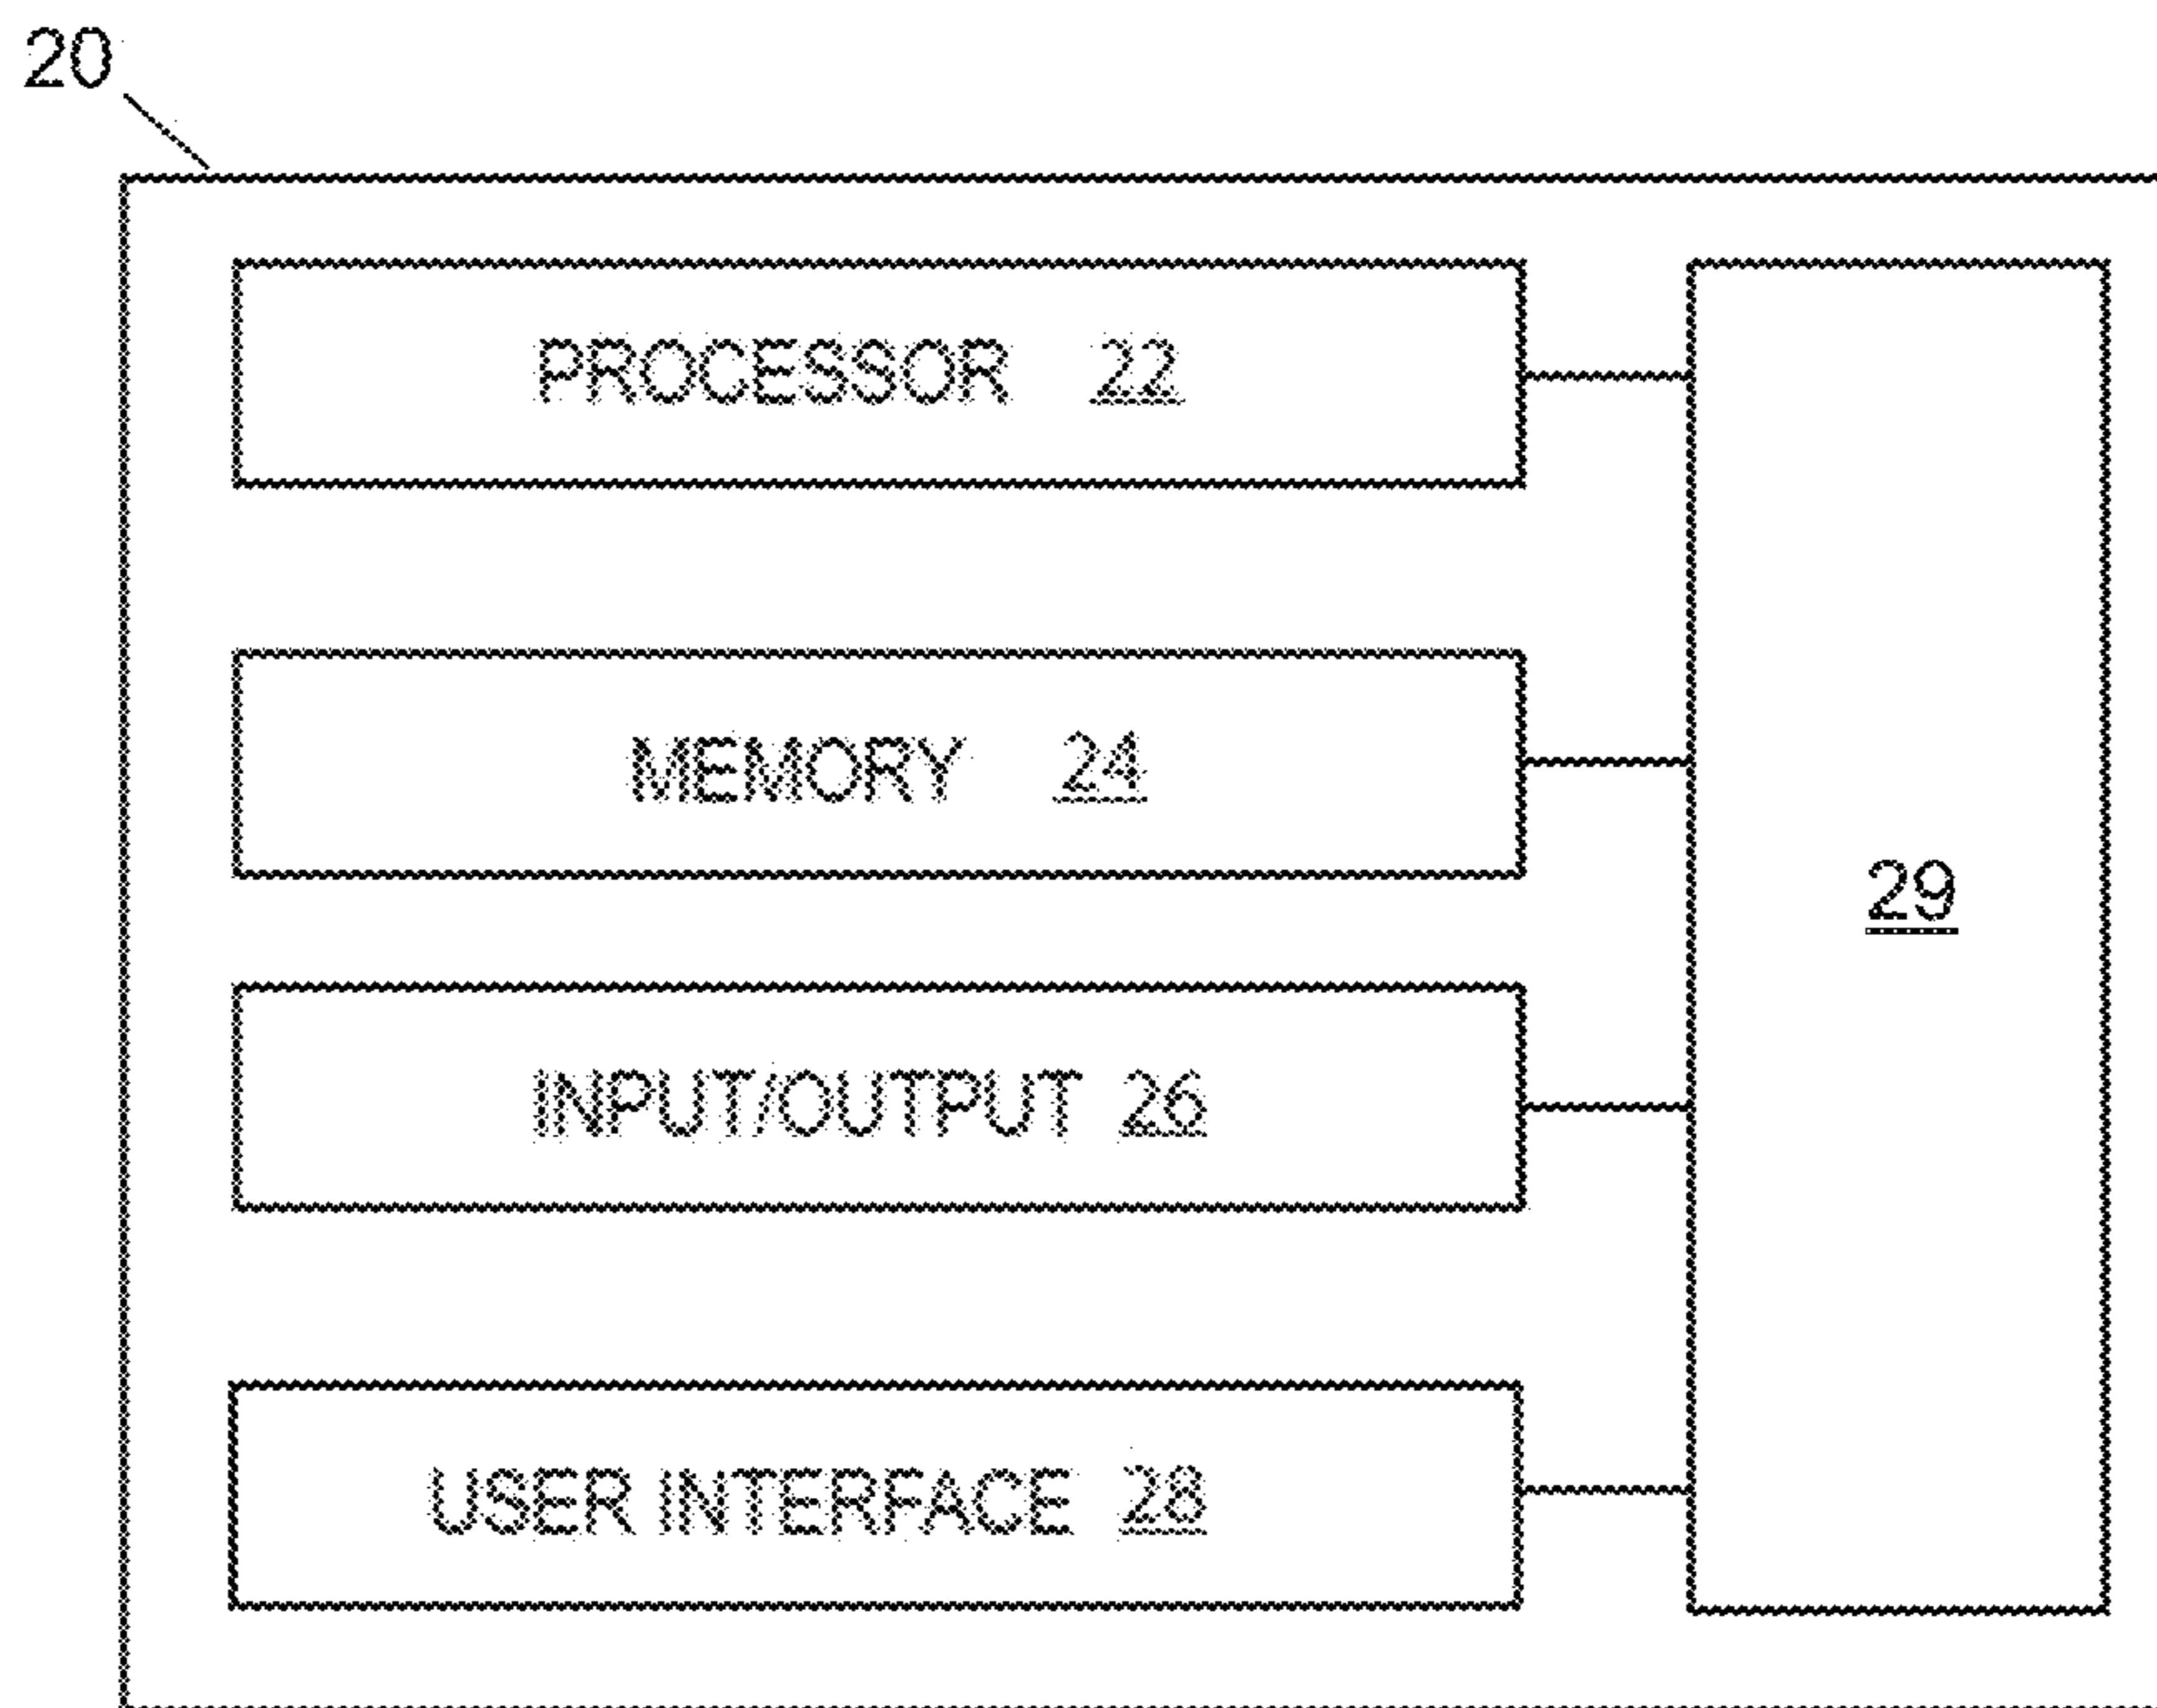 20
PROCESSOR 22
MEMORY 24
29
INPUT/OUTPUT 26
USER INTERFACE 28